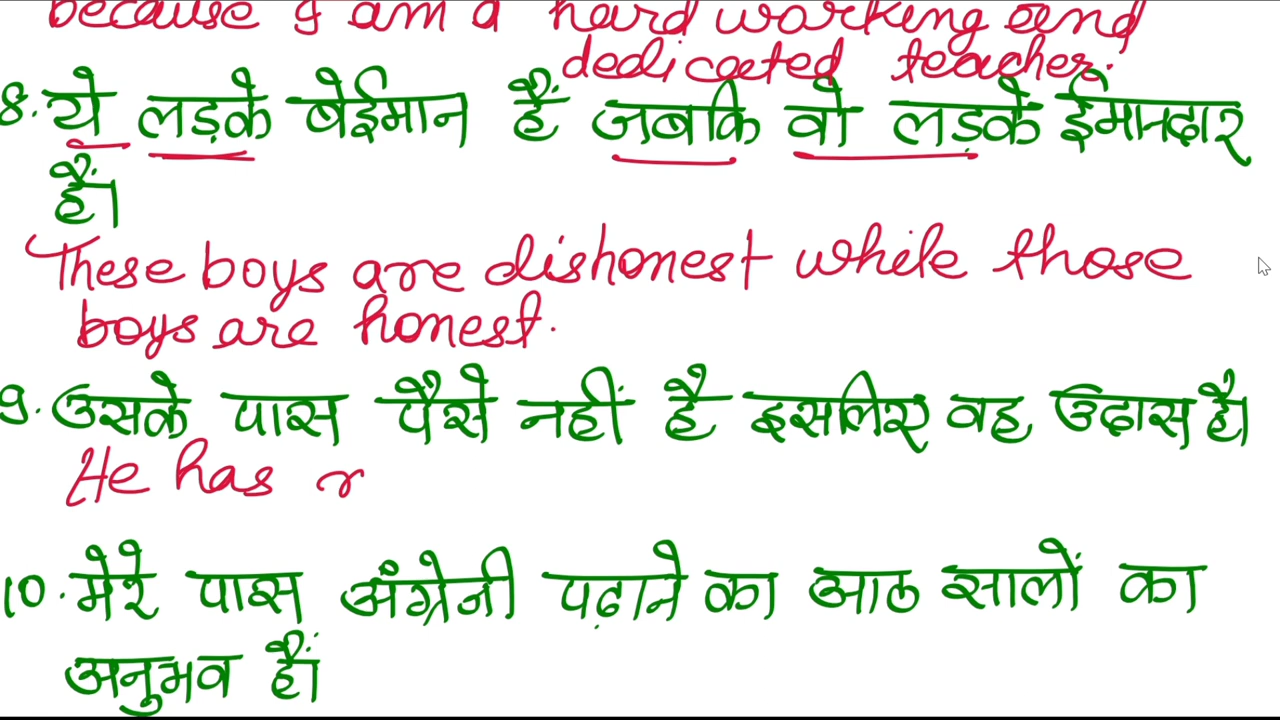 because I am a hard working and
dedicated teacher.
8. ये लड़के बेईमान हैं जबकि वो लड़के ईमानदार
हैं।
These boys are dishonest while those
boys are honest.
9. उसके पास पैसे नहीं है इसलिए वह उदास है।
He has n
10. मेरे पास अंग्रेजी पढ़ाने का आठ सालों का
अनुभव हैं।